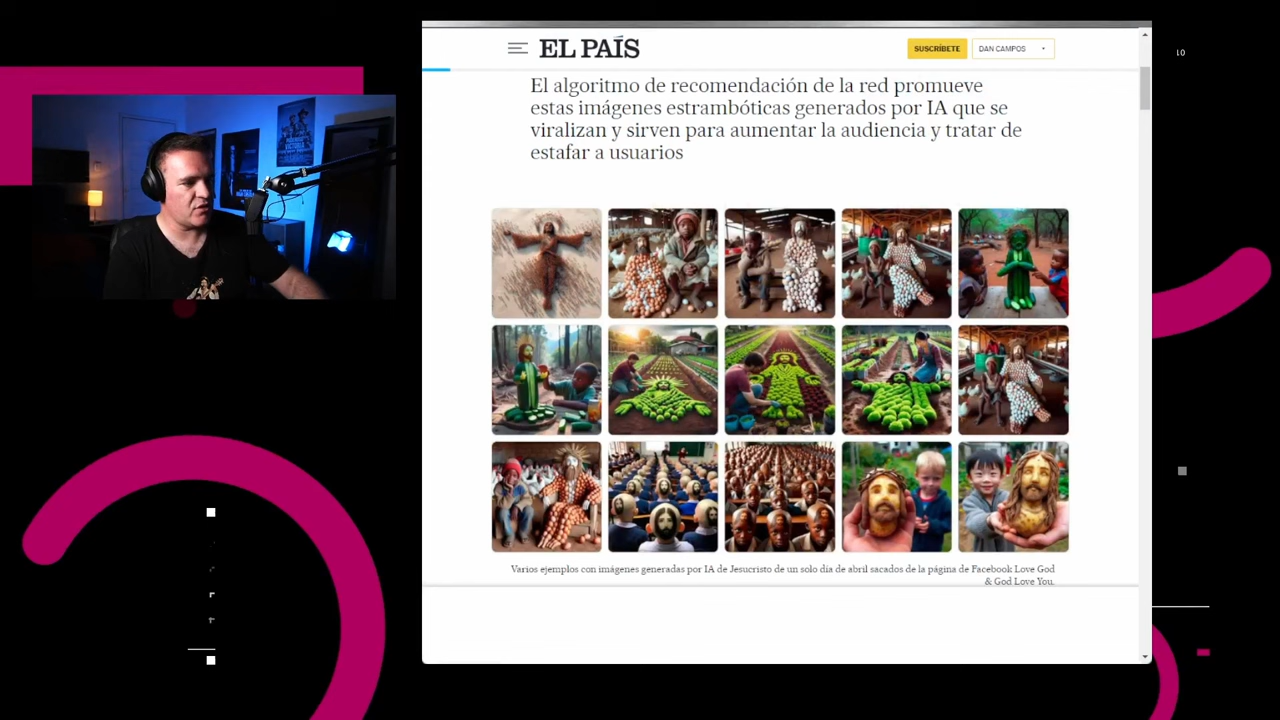 EL PAÍS
SUSCRÍBETE
DAN CAMPOS
El algoritmo de recomendación de la red promueve
estas imágenes estrambóticas generados por IA que se
viralizan y sirven para aumentar la audiencia y tratar de
estafar a usuarios
Varios ejemplos con imágenes generadas por IA de Jesucristo de un solo día de abril sacados de la página de Facebook Love God
& God Love You.